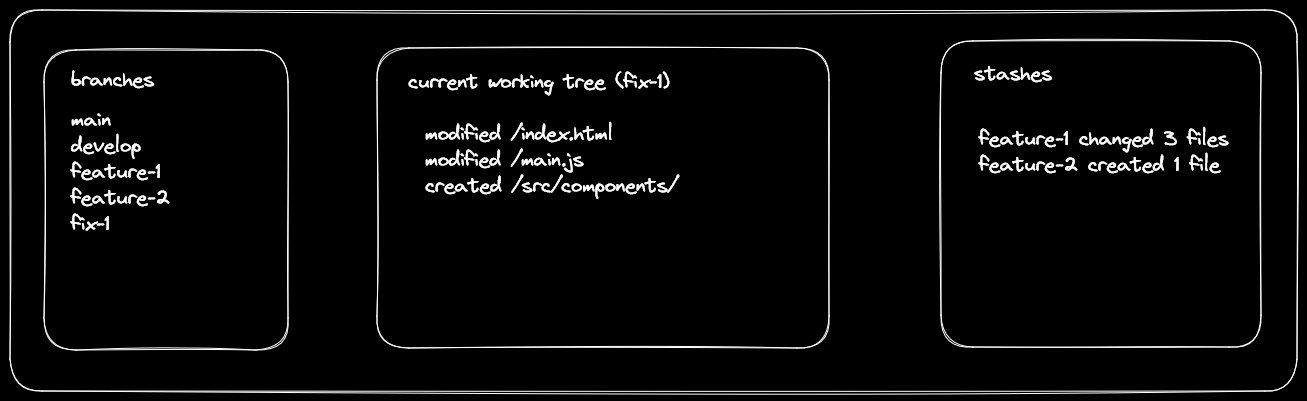 branches
main
develop
feature-1
feature-2
fix-1
current working tree (fix-1)
modified /index.html
modified /main.js
created /src/components/
stashes
feature-1 changed 3 files
feature-2 created 1 file